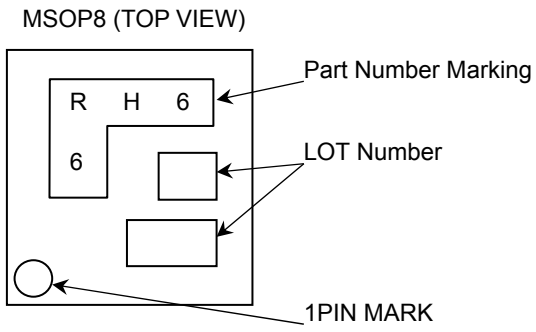 MSOP8 (TOP VIEW)
Part Number Marking
R H 6
6
LOT Number
1PIN MARK